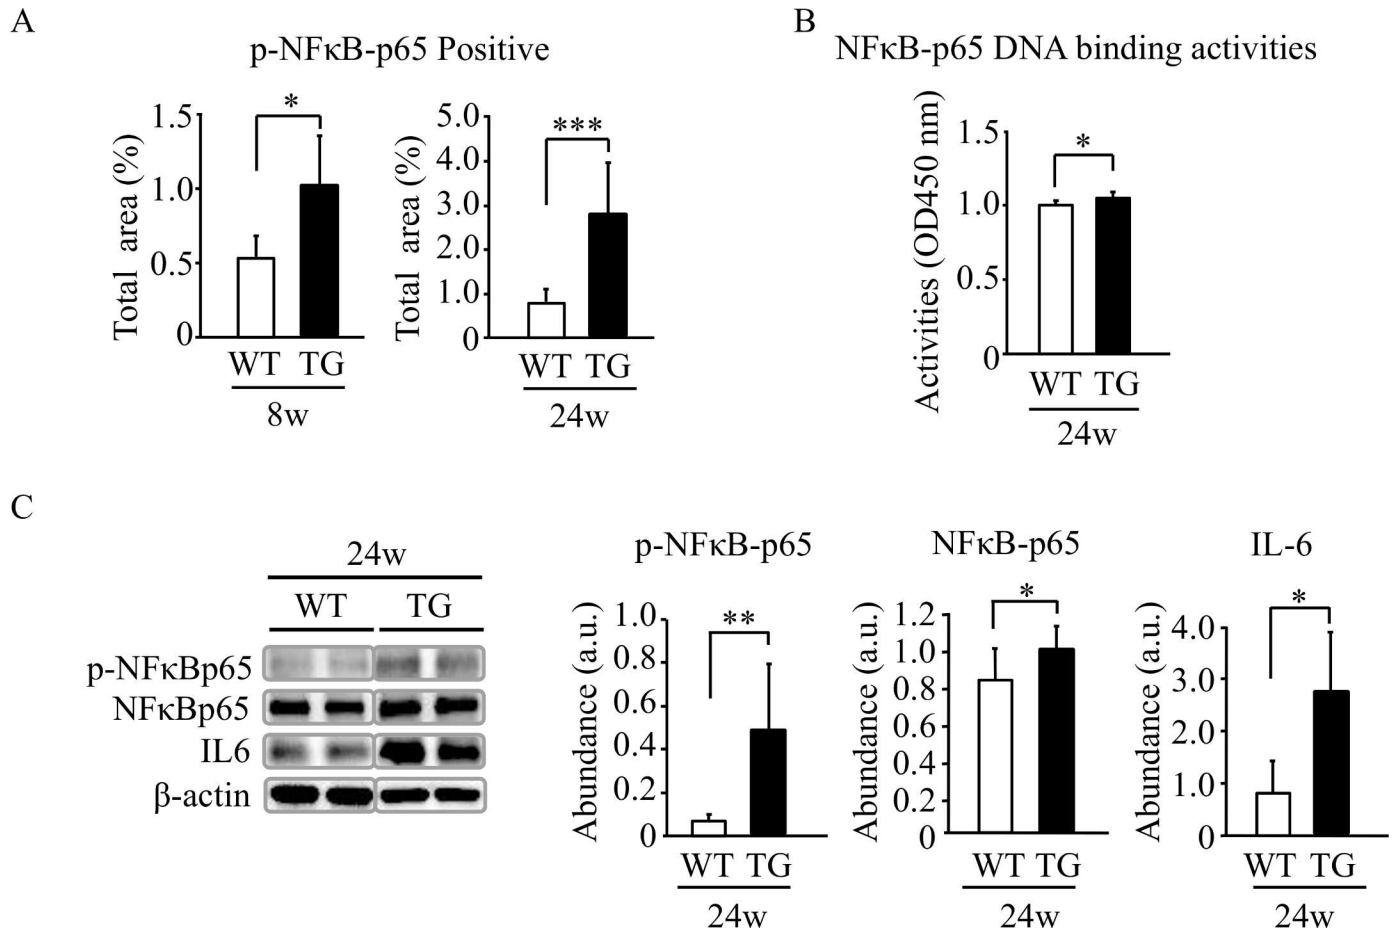 A
p-NFκB-p65 Positive
*
1.5
1.0
0.5
0
Total area (%)
WT TG
8w
***
5.0
4.0
3.0
2.0
1.0
0
Total area (%)
WT TG
24w
B
NFκB-p65 DNA binding activities
*
1.5
1.0
0.5
0
Activities (OD450 nm)
WT TG
24w
C
24w
WT TG
p-NFκBp65
NFκBp65
IL6
β-actin
p-NFκB-p65
**
1.0
0.8
0.6
0.4
0.2
0
Abundance (a.u.)
WT TG
24w
NFκB-p65
*
1.2
1.0
0.8
0.6
0.4
0.2
0
Abundance (a.u.)
WT TG
24w
IL-6
*
4.0
3.0
2.0
1.0
0
Abundance (a.u.)
WT TG
24w